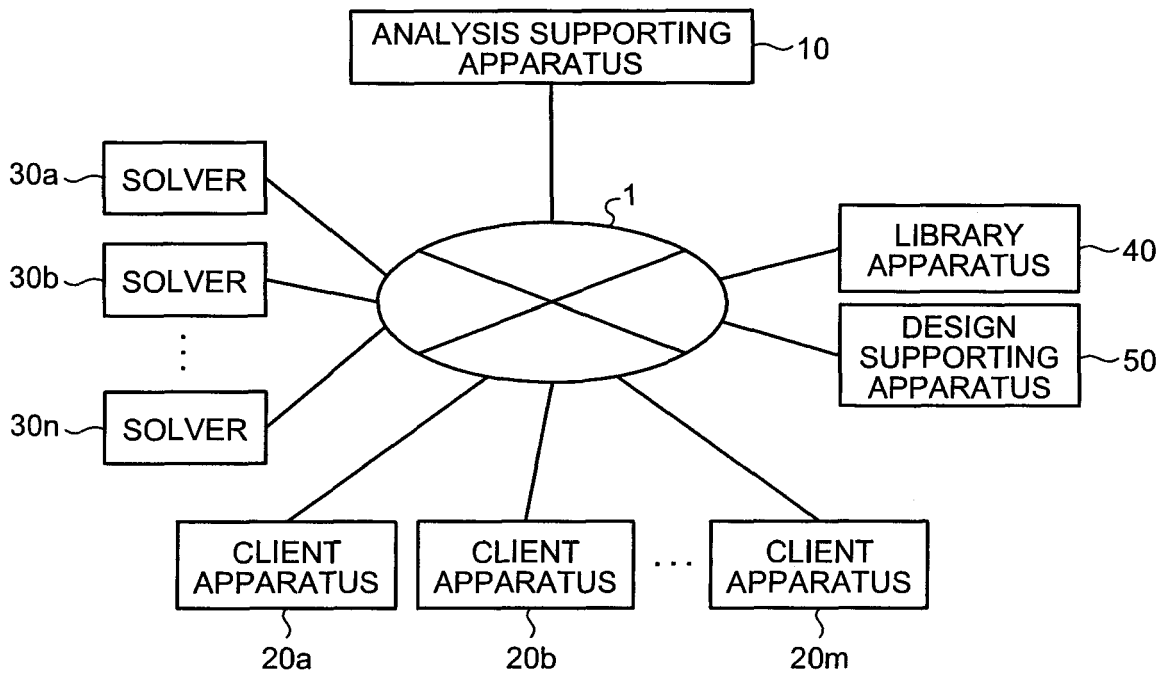 ANALYSIS SUPPORTING
APPARATUS
10
30a
SOLVER
1
30b
SOLVER
LIBRARY
APPARATUS
40
DESIGN
SUPPORTING
APPARATUS
50
...
30n
SOLVER
CLIENT
APPARATUS
CLIENT
APPARATUS
...
CLIENT
APPARATUS
20a
20b
20m